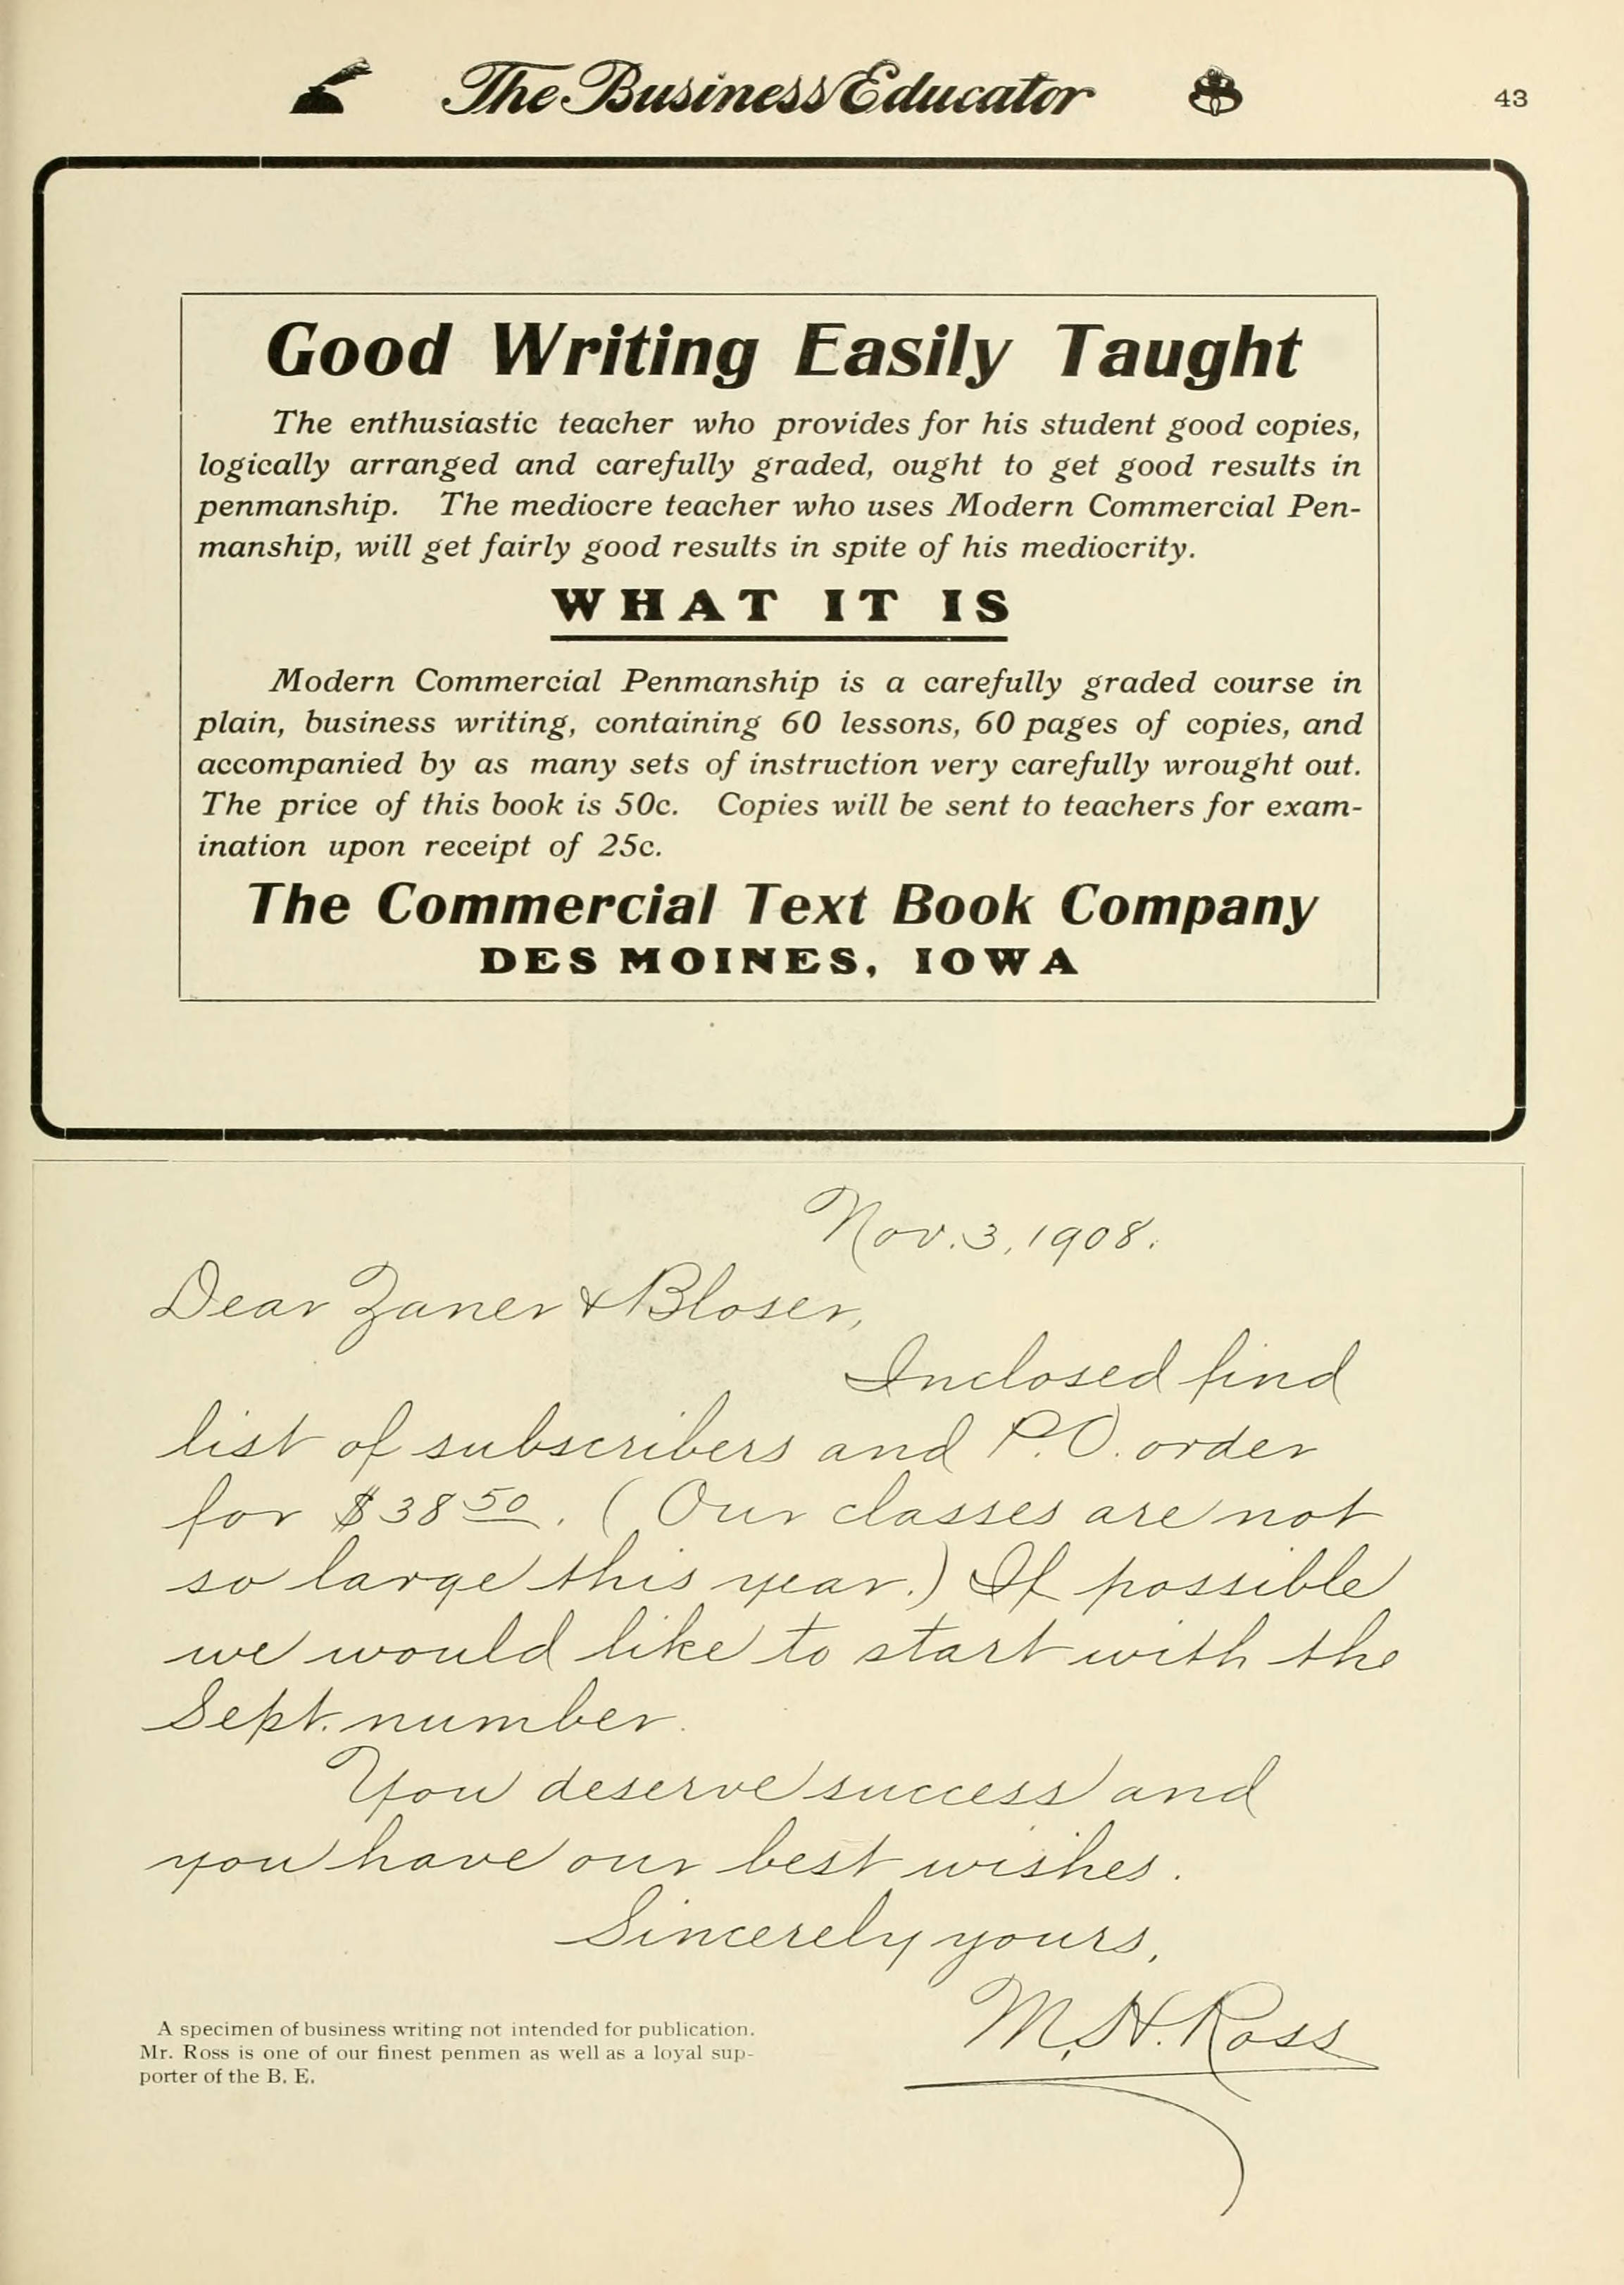 The Business Educator 43
Good Writing Easily Taught
The enthusiastic teacher who provides for his student good copies,
logically arranged and carefully graded, ought to get good results in
penmanship. The mediocre teacher who uses Modern Commercial Pen-
manship, will get fairly good results in spite of his mediocrity.
WHAT IT IS
Modern Commercial Penmanship is a carefully graded course in
plain, business writing, containing 60 lessons, 60 pages of copies, and
accompanied by as many sets of instruction very carefully wrought out.
The price of this book is 50c. Copies will be sent to teachers for exam-
ination upon receipt of 25c.
The Commercial Text Book Company
DES MOINES, IOWA
Nov. 3, 1908.
Dear Zaner & Bloser,
Inclosed find
list of subscribers and P.O. order
for $38 50. (Our classes are not
so large this year.) If possible
we would like to start with the
Sept. number.
You deserve success and
you have our best wishes.
Sincerely yours,
M. H. Ross
A specimen of business writing not intended for publication.
Mr. Ross is one of our finest penmen as well as a loyal sup-
porter of the B. E.